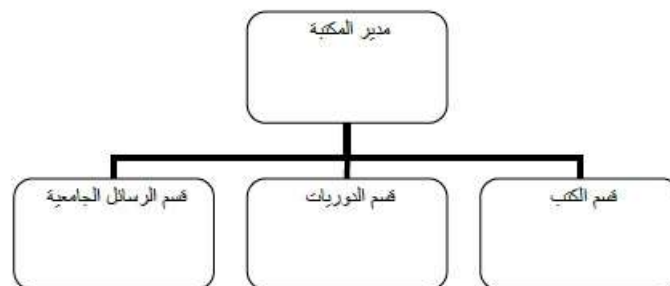 مدير المكتبة
قسم الكتب
قسم الدوريات
قسم الرسائل الجامعية